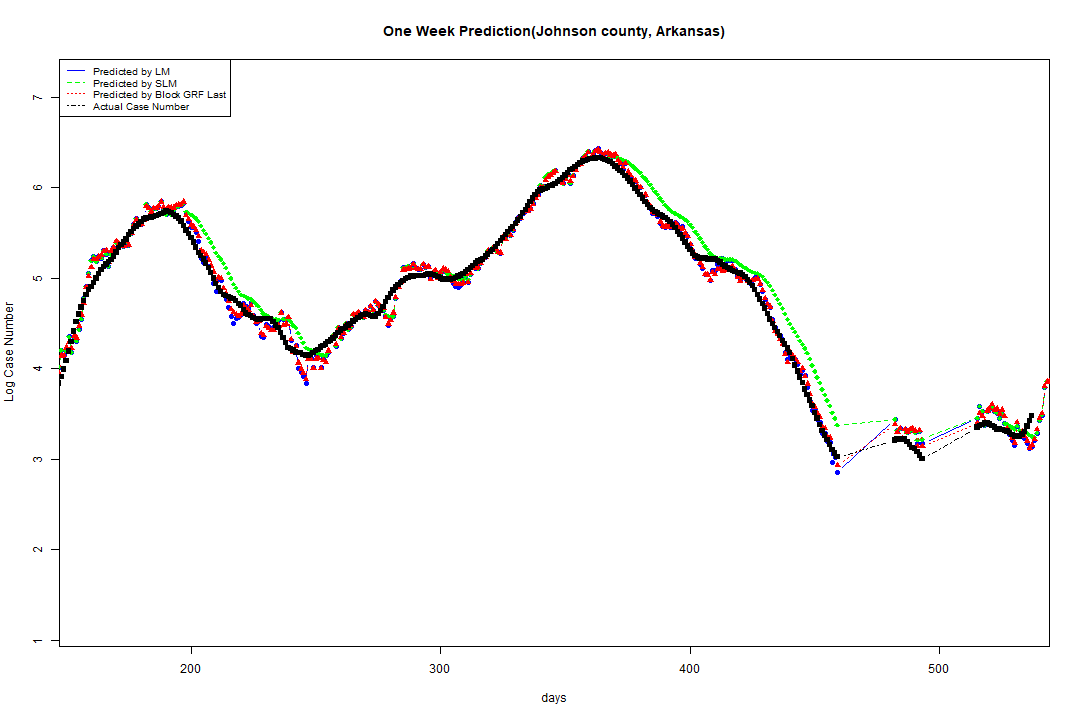 One Week Prediction(Johnson county, Arkansas)
Predicted by LM
Predicted by SLM
Predicted by Block GRF Last
Actual Case Number
7
6
5
4
3
2
1
Log Case Number
200 300 400 500
days